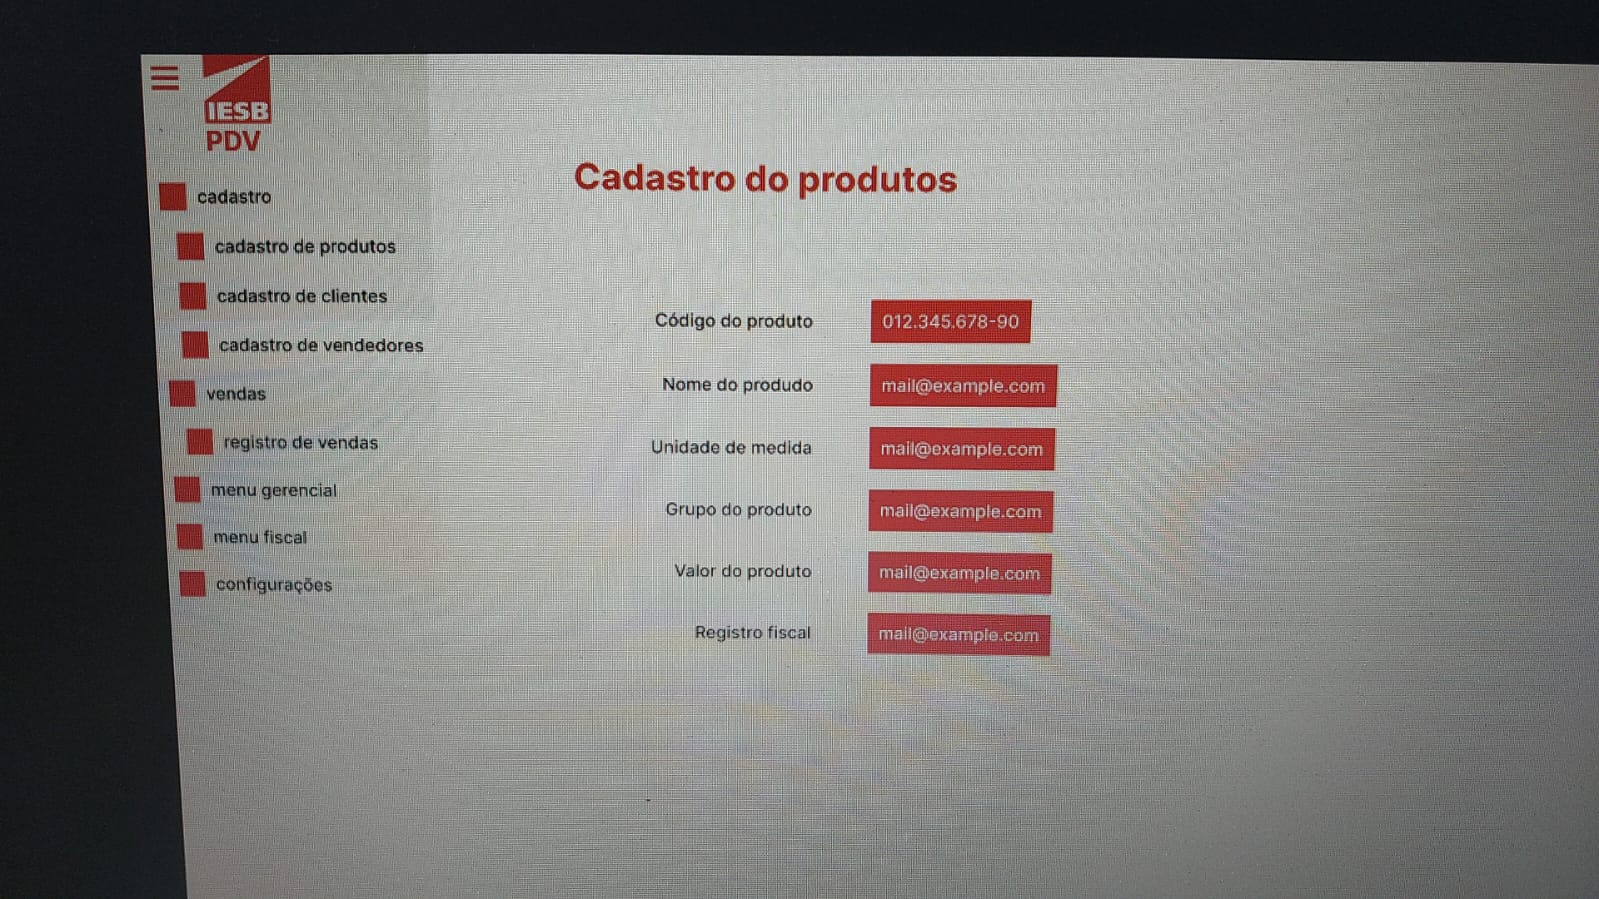 IESB
PDV
cadastro
cadastro de produtos
cadastro de clientes
cadastro de vendedores
vendas
registro de vendas
menu gerencial
menu fiscal
configurações
Cadastro do produtos
Código do produto 012.345.678-90
Nome do produdo mail@example.com
Unidade de medida mail@example.com
Grupo do produto mail@example.com
Valor do produto mail@example.com
Registro fiscal mail@example.com